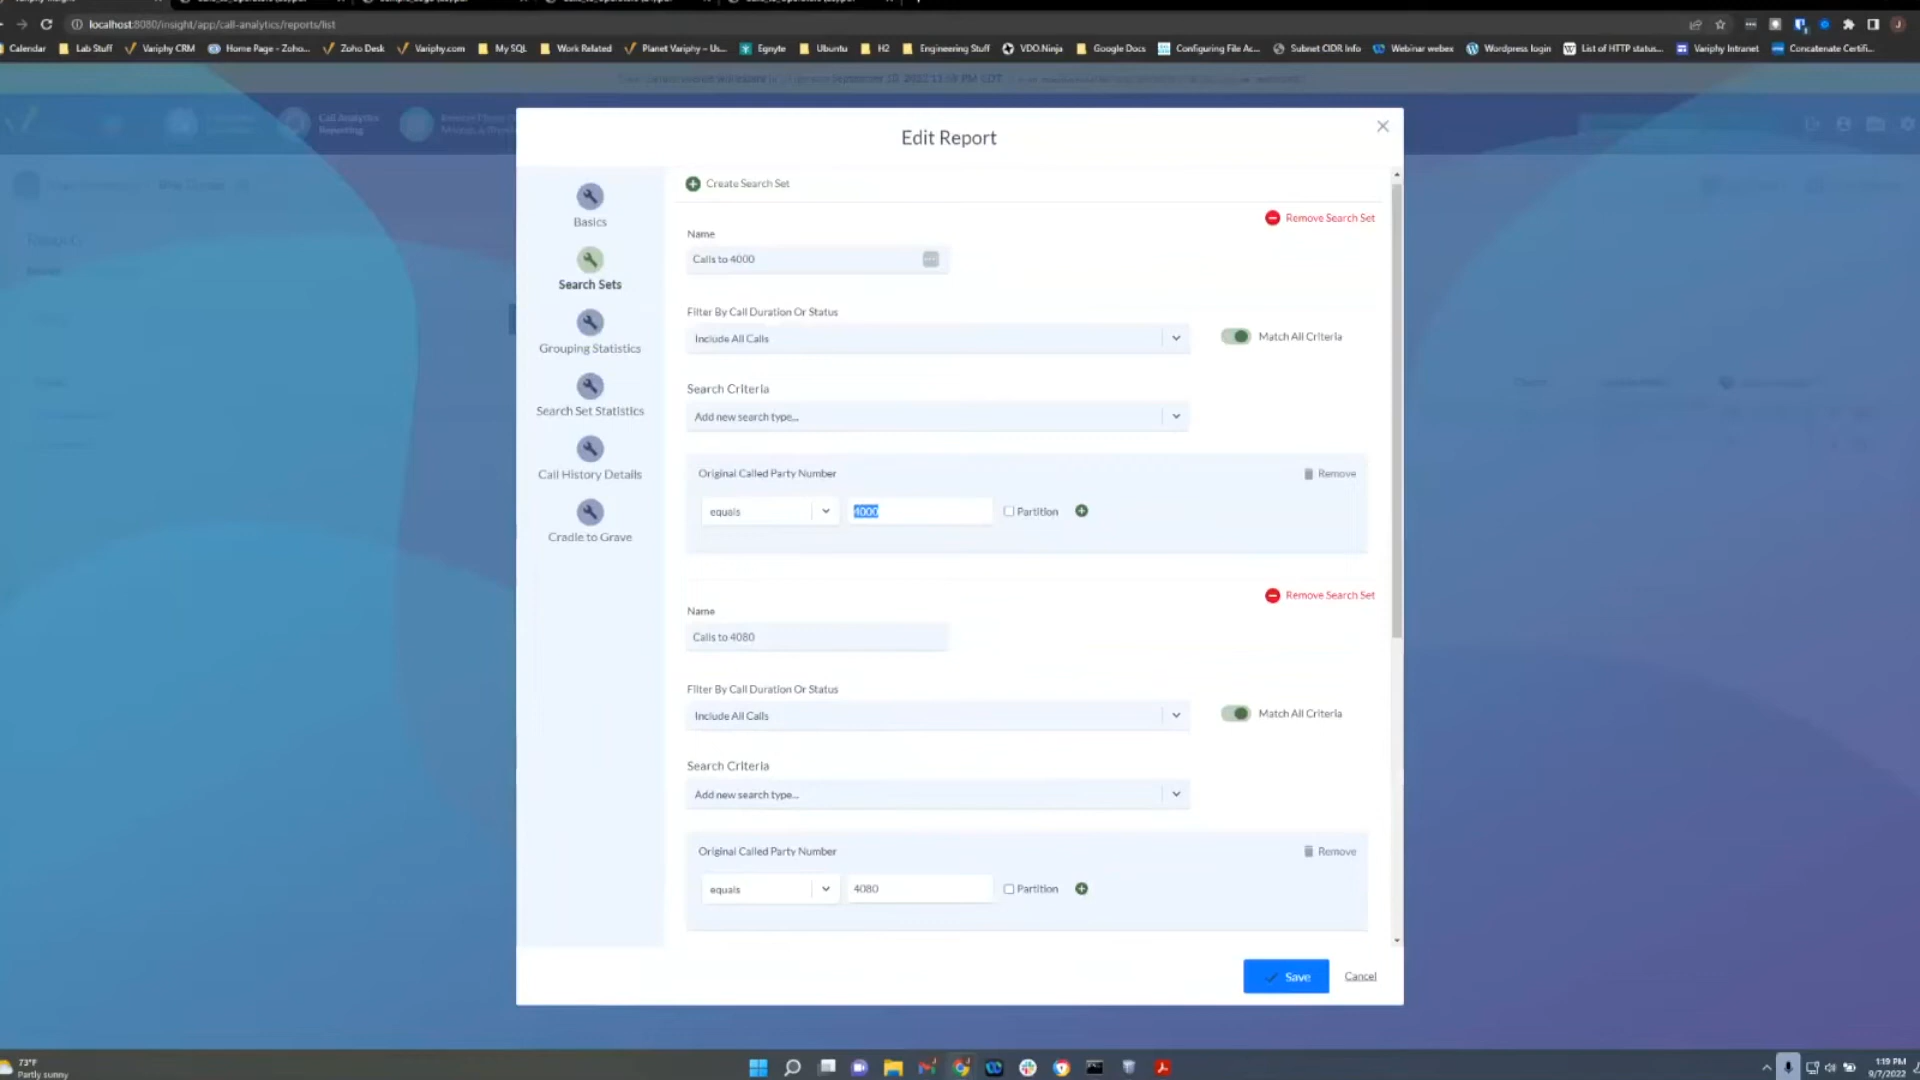 localhost:8080/insight/app/call-analytics/reports/list
Calendar Lab Stuff Variphy CRM Home Page - Zoho... Zoho Desk Variphy.com My SQL Work Related Planet Variphy – Us... Egnyte Ubuntu H2 Engineering Stuff VDO.Ninja Google Docs Configuring File Ac... Subnet CIDR Info Webinar webex Wordpress login List of HTTP status... Variphy Intranet Concatenate Certifi...
Call Analytics
Reporting
Edit Report
Basics
Search Sets
Grouping Statistics
Search Set Statistics
Call History Details
Cradle to Grave
Create Search Set
Remove Search Set
Name
Calls to 4000
Filter By Call Duration Or Status
Include All Calls
Match All Criteria
Search Criteria
Add new search type...
Original Called Party Number
Remove
equals
4000
Partition
Remove Search Set
Name
Calls to 4080
Filter By Call Duration Or Status
Include All Calls
Match All Criteria
Search Criteria
Add new search type...
Original Called Party Number
Remove
equals
4080
Partition
Save
Cancel
73°F
Partly sunny
1:19 PM
9/7/2022